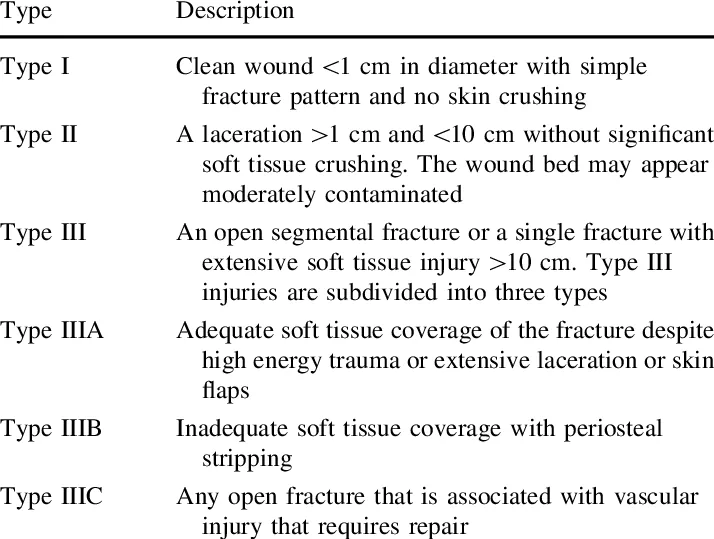 Type Description
Type I Clean wound <1 cm in diameter with simple
fracture pattern and no skin crushing
Type II A laceration >1 cm and <10 cm without significant
soft tissue crushing. The wound bed may appear
moderately contaminated
Type III An open segmental fracture or a single fracture with
extensive soft tissue injury >10 cm. Type III
injuries are subdivided into three types
Type IIIA Adequate soft tissue coverage of the fracture despite
high energy trauma or extensive laceration or skin
flaps
Type IIIB Inadequate soft tissue coverage with periosteal
stripping
Type IIIC Any open fracture that is associated with vascular
injury that requires repair